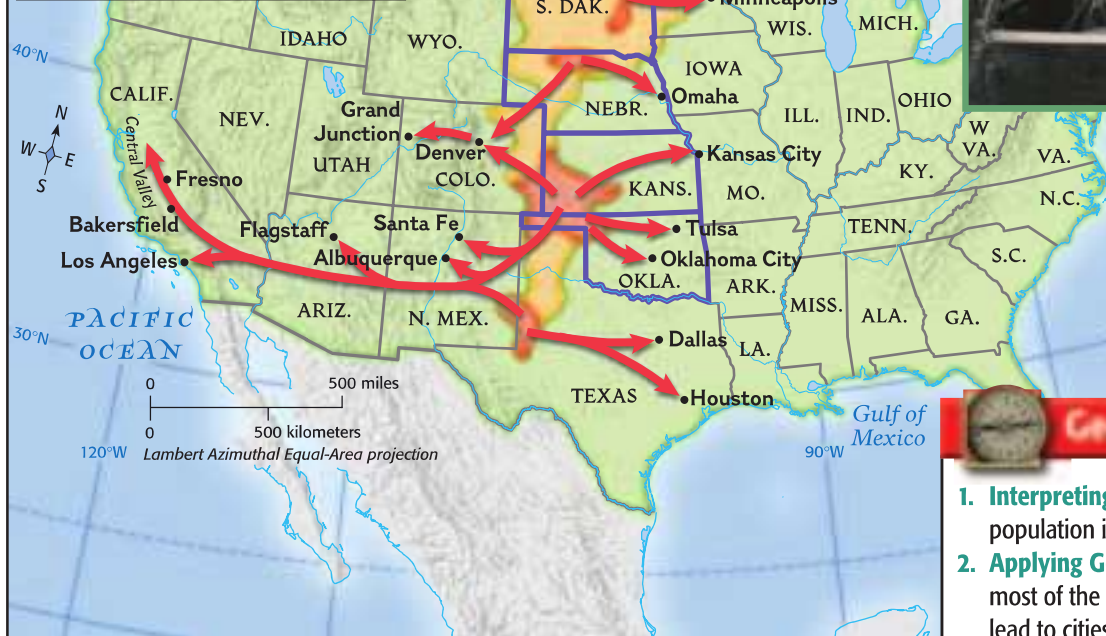 S. DAK.
Minneapolis
WIS.
MICH.
40°N
IDAHO
WYO.
IOWA
CALIF.
NEV.
Grand
Junction
NEBR.
Omaha
ILL.
IND.
OHIO
N
W
E
S
Central Valley
UTAH
Denver
COLO.
Kansas City
KANS.
MO.
KY.
W
VA.
VA.
Fresno
N.C.
Bakersfield
Flagstaff
Santa Fe
Tulsa
TENN.
Los Angeles
Albuquerque
Oklahoma City
OKLA.
ARK.
S.C.
ARIZ.
N. MEX.
MISS.
ALA.
GA.
PACIFIC
OCEAN
30°N
Dallas
LA.
0
500 miles
TEXAS
Houston
0
500 kilometers
Gulf of
Mexico
120°W
Lambert Azimuthal Equal-Area projection
90°W
Ge
1. Interpreting
population i
2. Applying G
most of the
lead to cities